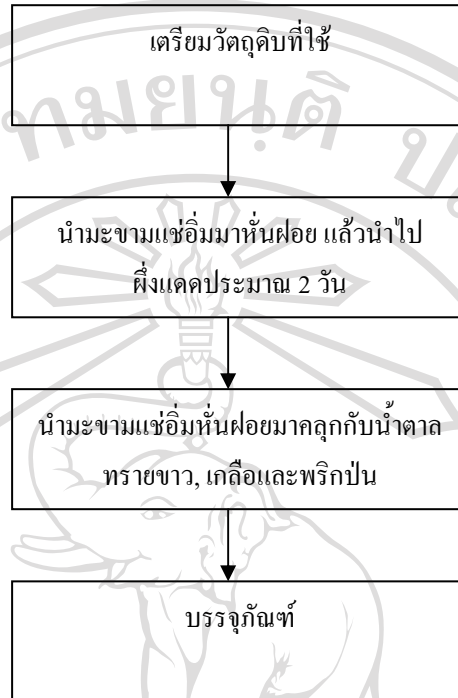 เตรียมวัตถุดิบที่ใช้
นำมะขามแช่อิ่มมาหั่นฝอย แล้วนำไป
ผึ่งแดดประมาณ 2 วัน
นำมะขามแช่อิ่มหั่นฝอยมาคลุกกับน้ำตาล
ทรายขาว, เกลือและพริกป่น
บรรจุภัณฑ์